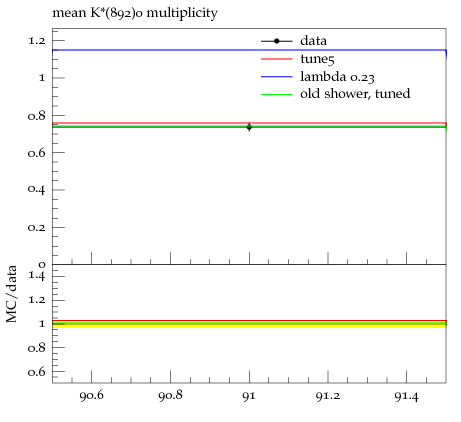 mean K*(892)0 multiplicity
data
tune5
lambda 0.23
old shower, tuned
1.2
1
0.8
0.6
0.4
0.2
0
MC/data
1.4
1.2
1
0.8
0.6
90.6 90.8 91 91.2 91.4